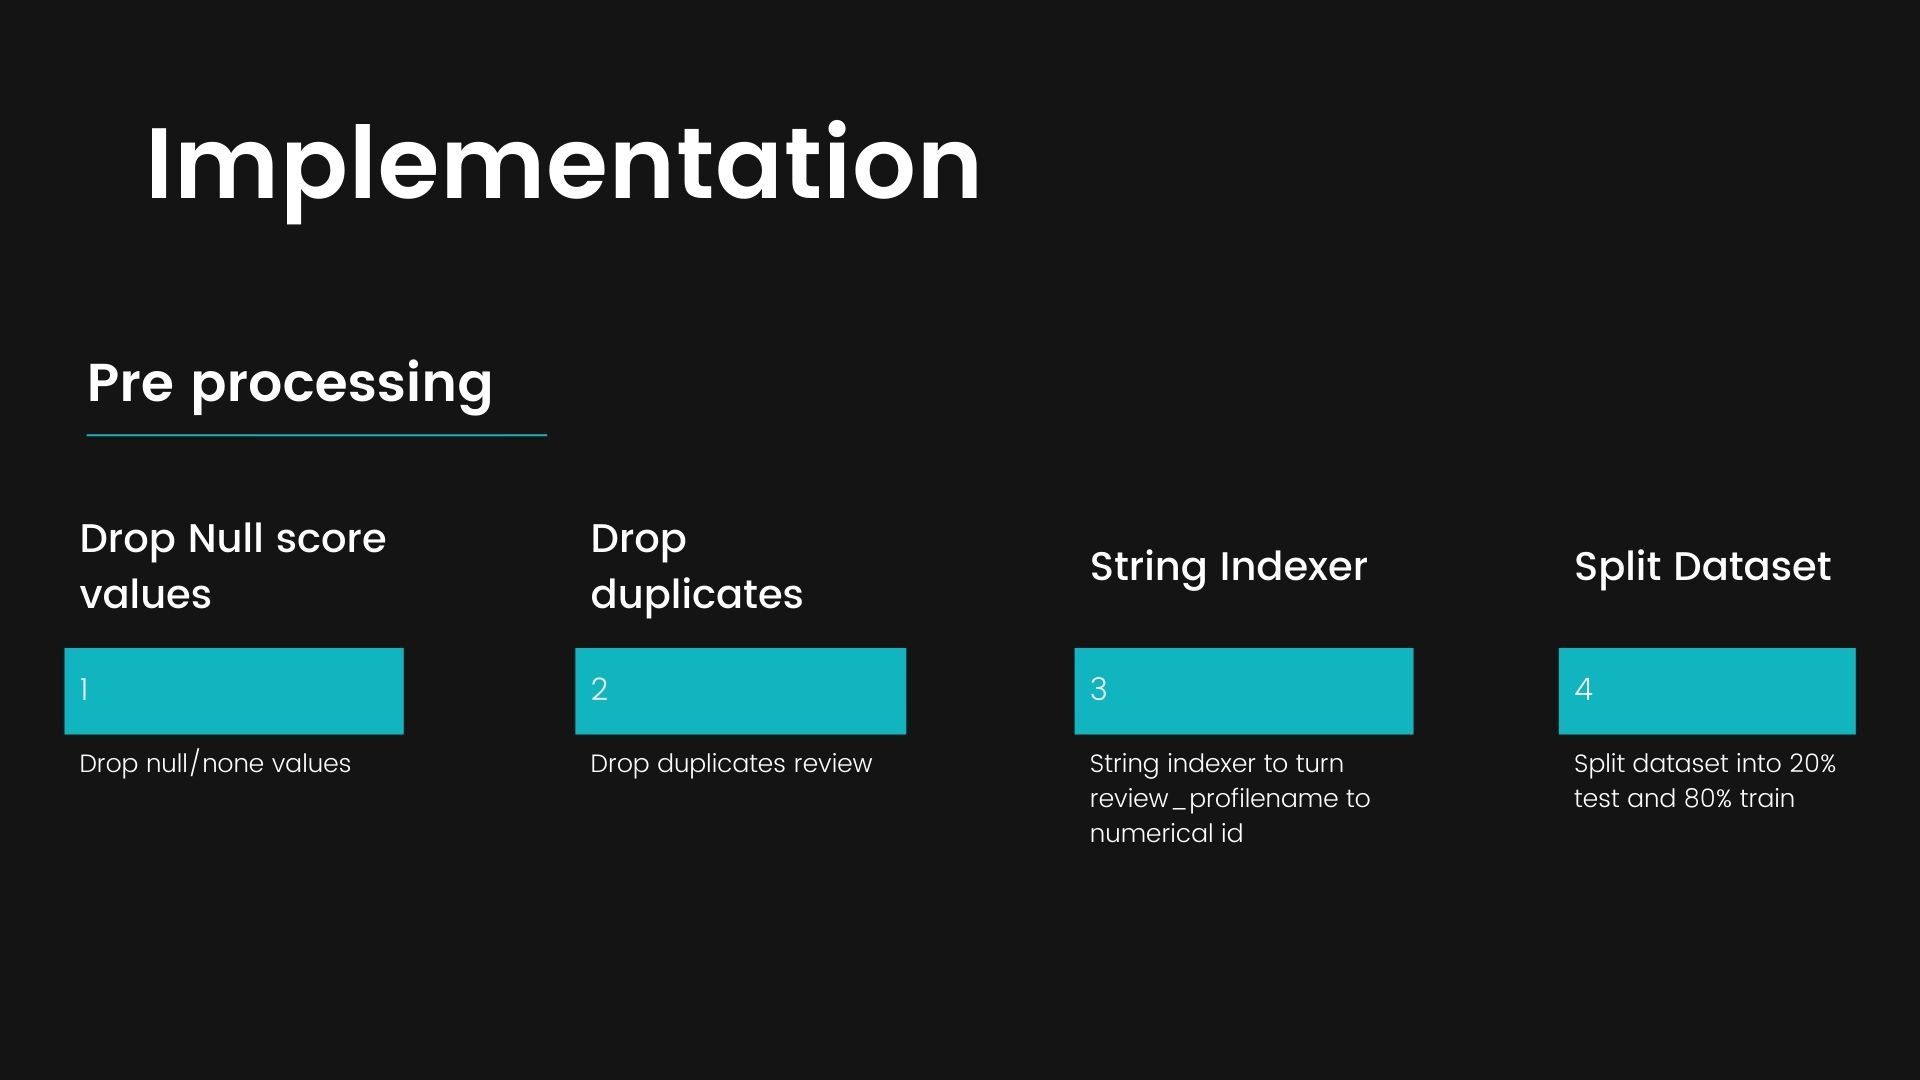 Implementation
Pre processing
Drop Null score
values
1
Drop null/none values
Drop
duplicates
2
Drop duplicates review
String Indexer
3
String indexer to turn
review_profilename to
numerical id
Split Dataset
4
Split dataset into 20%
test and 80% train